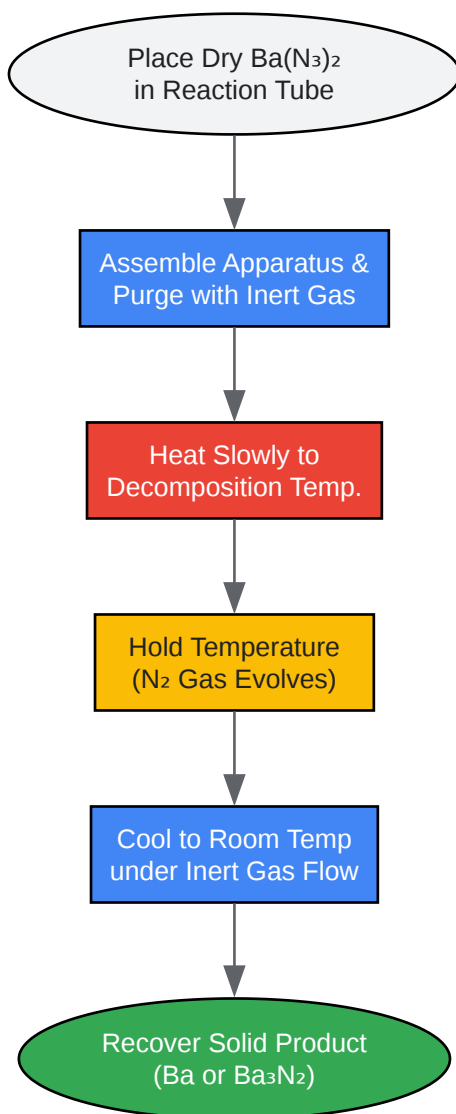 Place Dry Ba(N₃)₂
in Reaction Tube
Assemble Apparatus &
Purge with Inert Gas
Heat Slowly to
Decomposition Temp.
Hold Temperature
(N₂ Gas Evolves)
Cool to Room Temp
under Inert Gas Flow
Recover Solid Product
(Ba or Ba₃N₂)